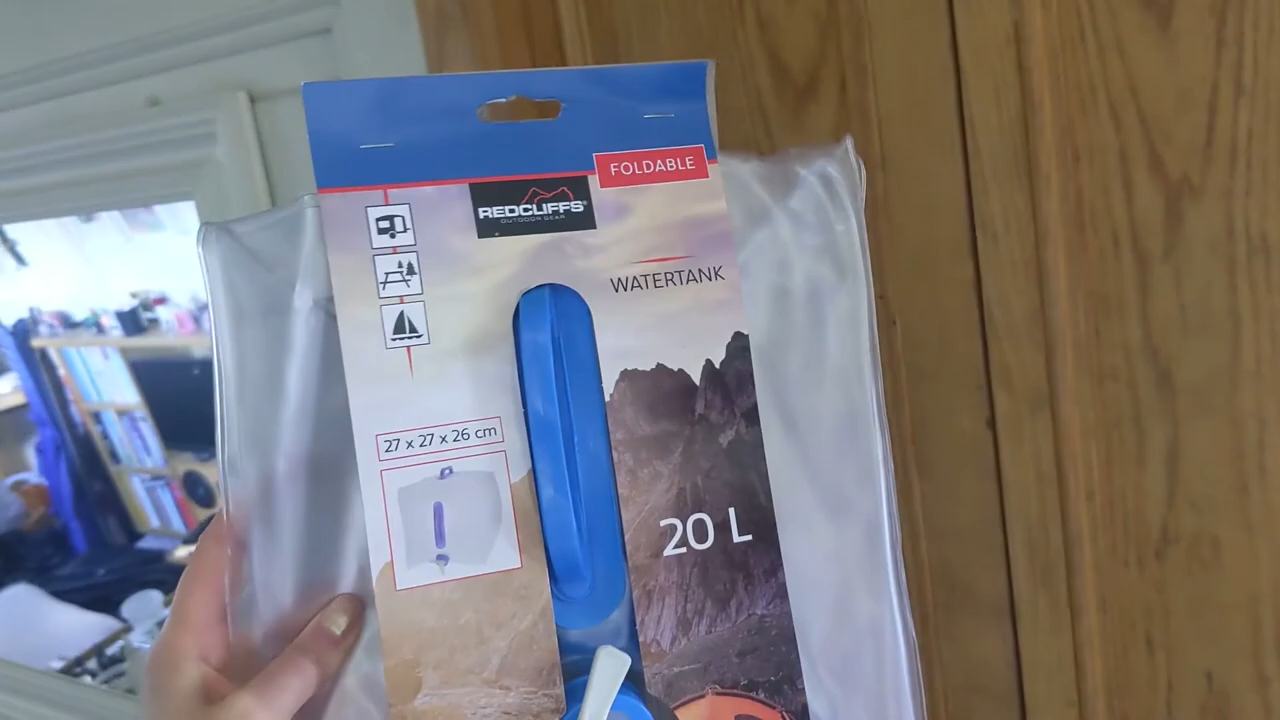 FOLDABLE
REDCLIFFS®
OUTDOOR GEAR
WATERTANK
27 x 27 x 26 cm
20 L